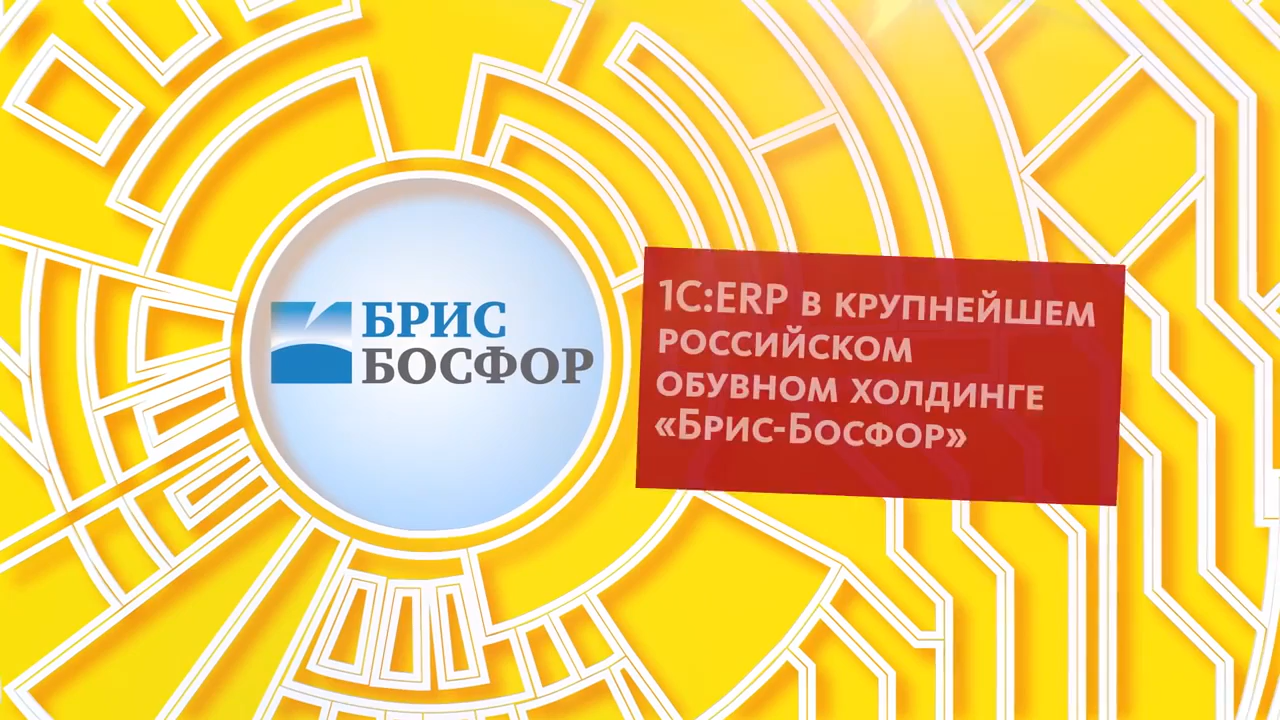 БРИС
БОСФОР
1С:ERP в крупнейшем
российском
обувном холдинге
«Брис-Босфор»